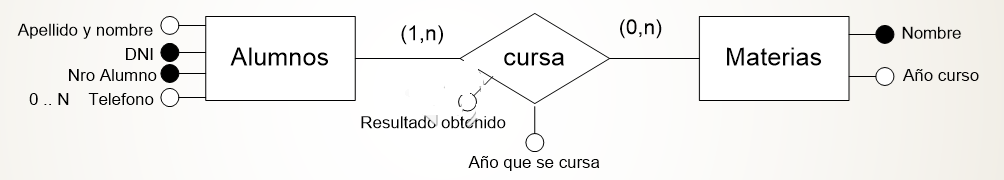 Apellido y nombre
DNI
Nro Alumno
0 .. N Telefono
Alumnos
(1,n)
cursa
(0,n)
Resultado obtenido
Año que se cursa
Materias
Nombre
Año curso